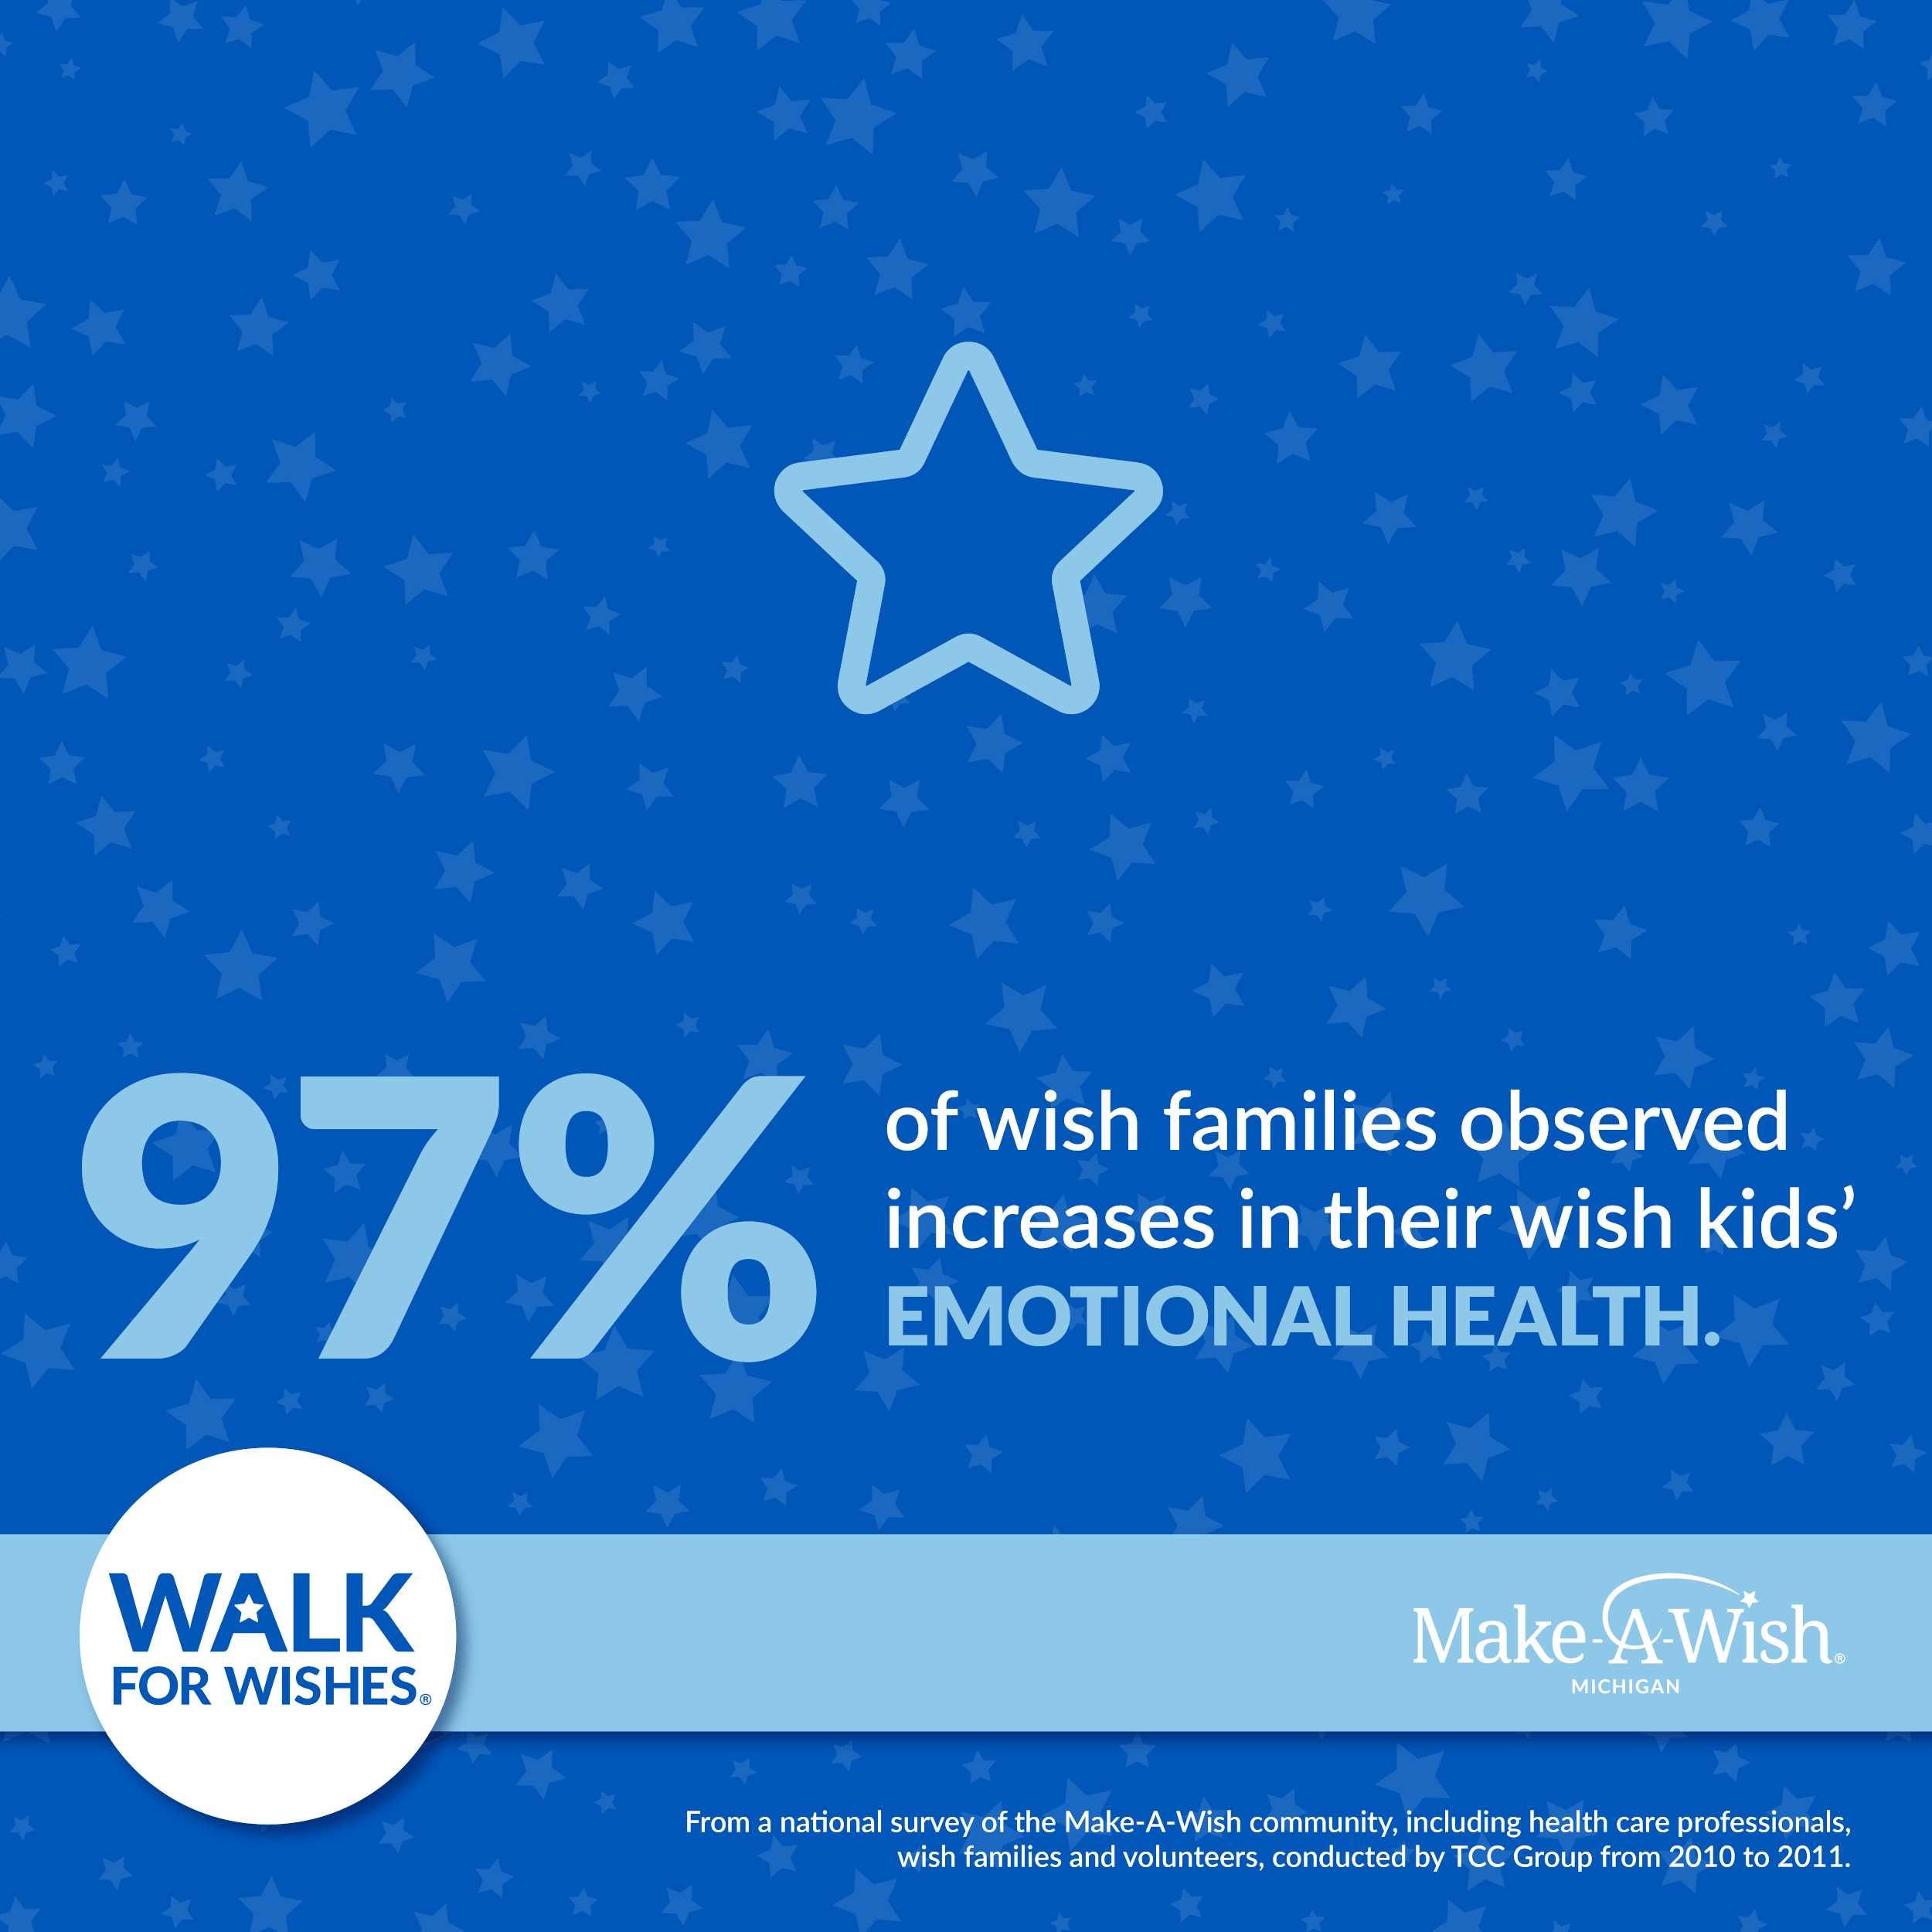 97%
of wish families observed
increases in their wish kids’
EMOTIONAL HEALTH.
WALK
FOR WISHES®
Make-A-Wish®
MICHIGAN
From a national survey of the Make-A-Wish community, including health care professionals,
wish families and volunteers, conducted by TCC Group from 2010 to 2011.